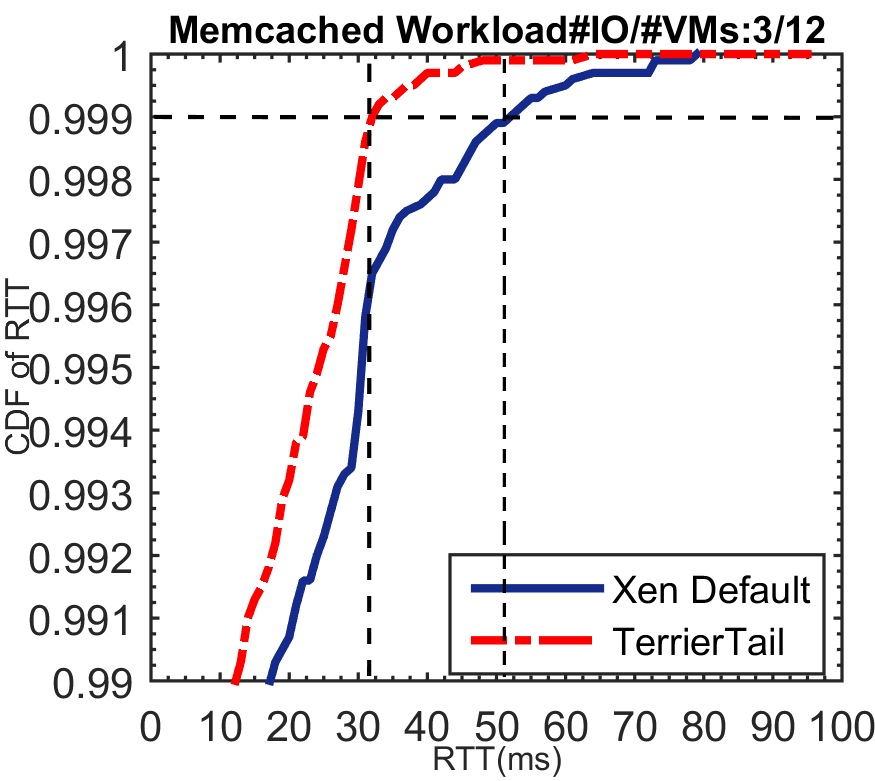 Memcached Workload#IO/#VMs:3/12
1
0.999
0.998
0.997
0.996
0.995
0.994
0.993
0.992
0.991
0.99
CDF of RTT
Xen Default
TerrierTail
0 10 20 30 40 50 60 70 80 90 100
RTT(ms)